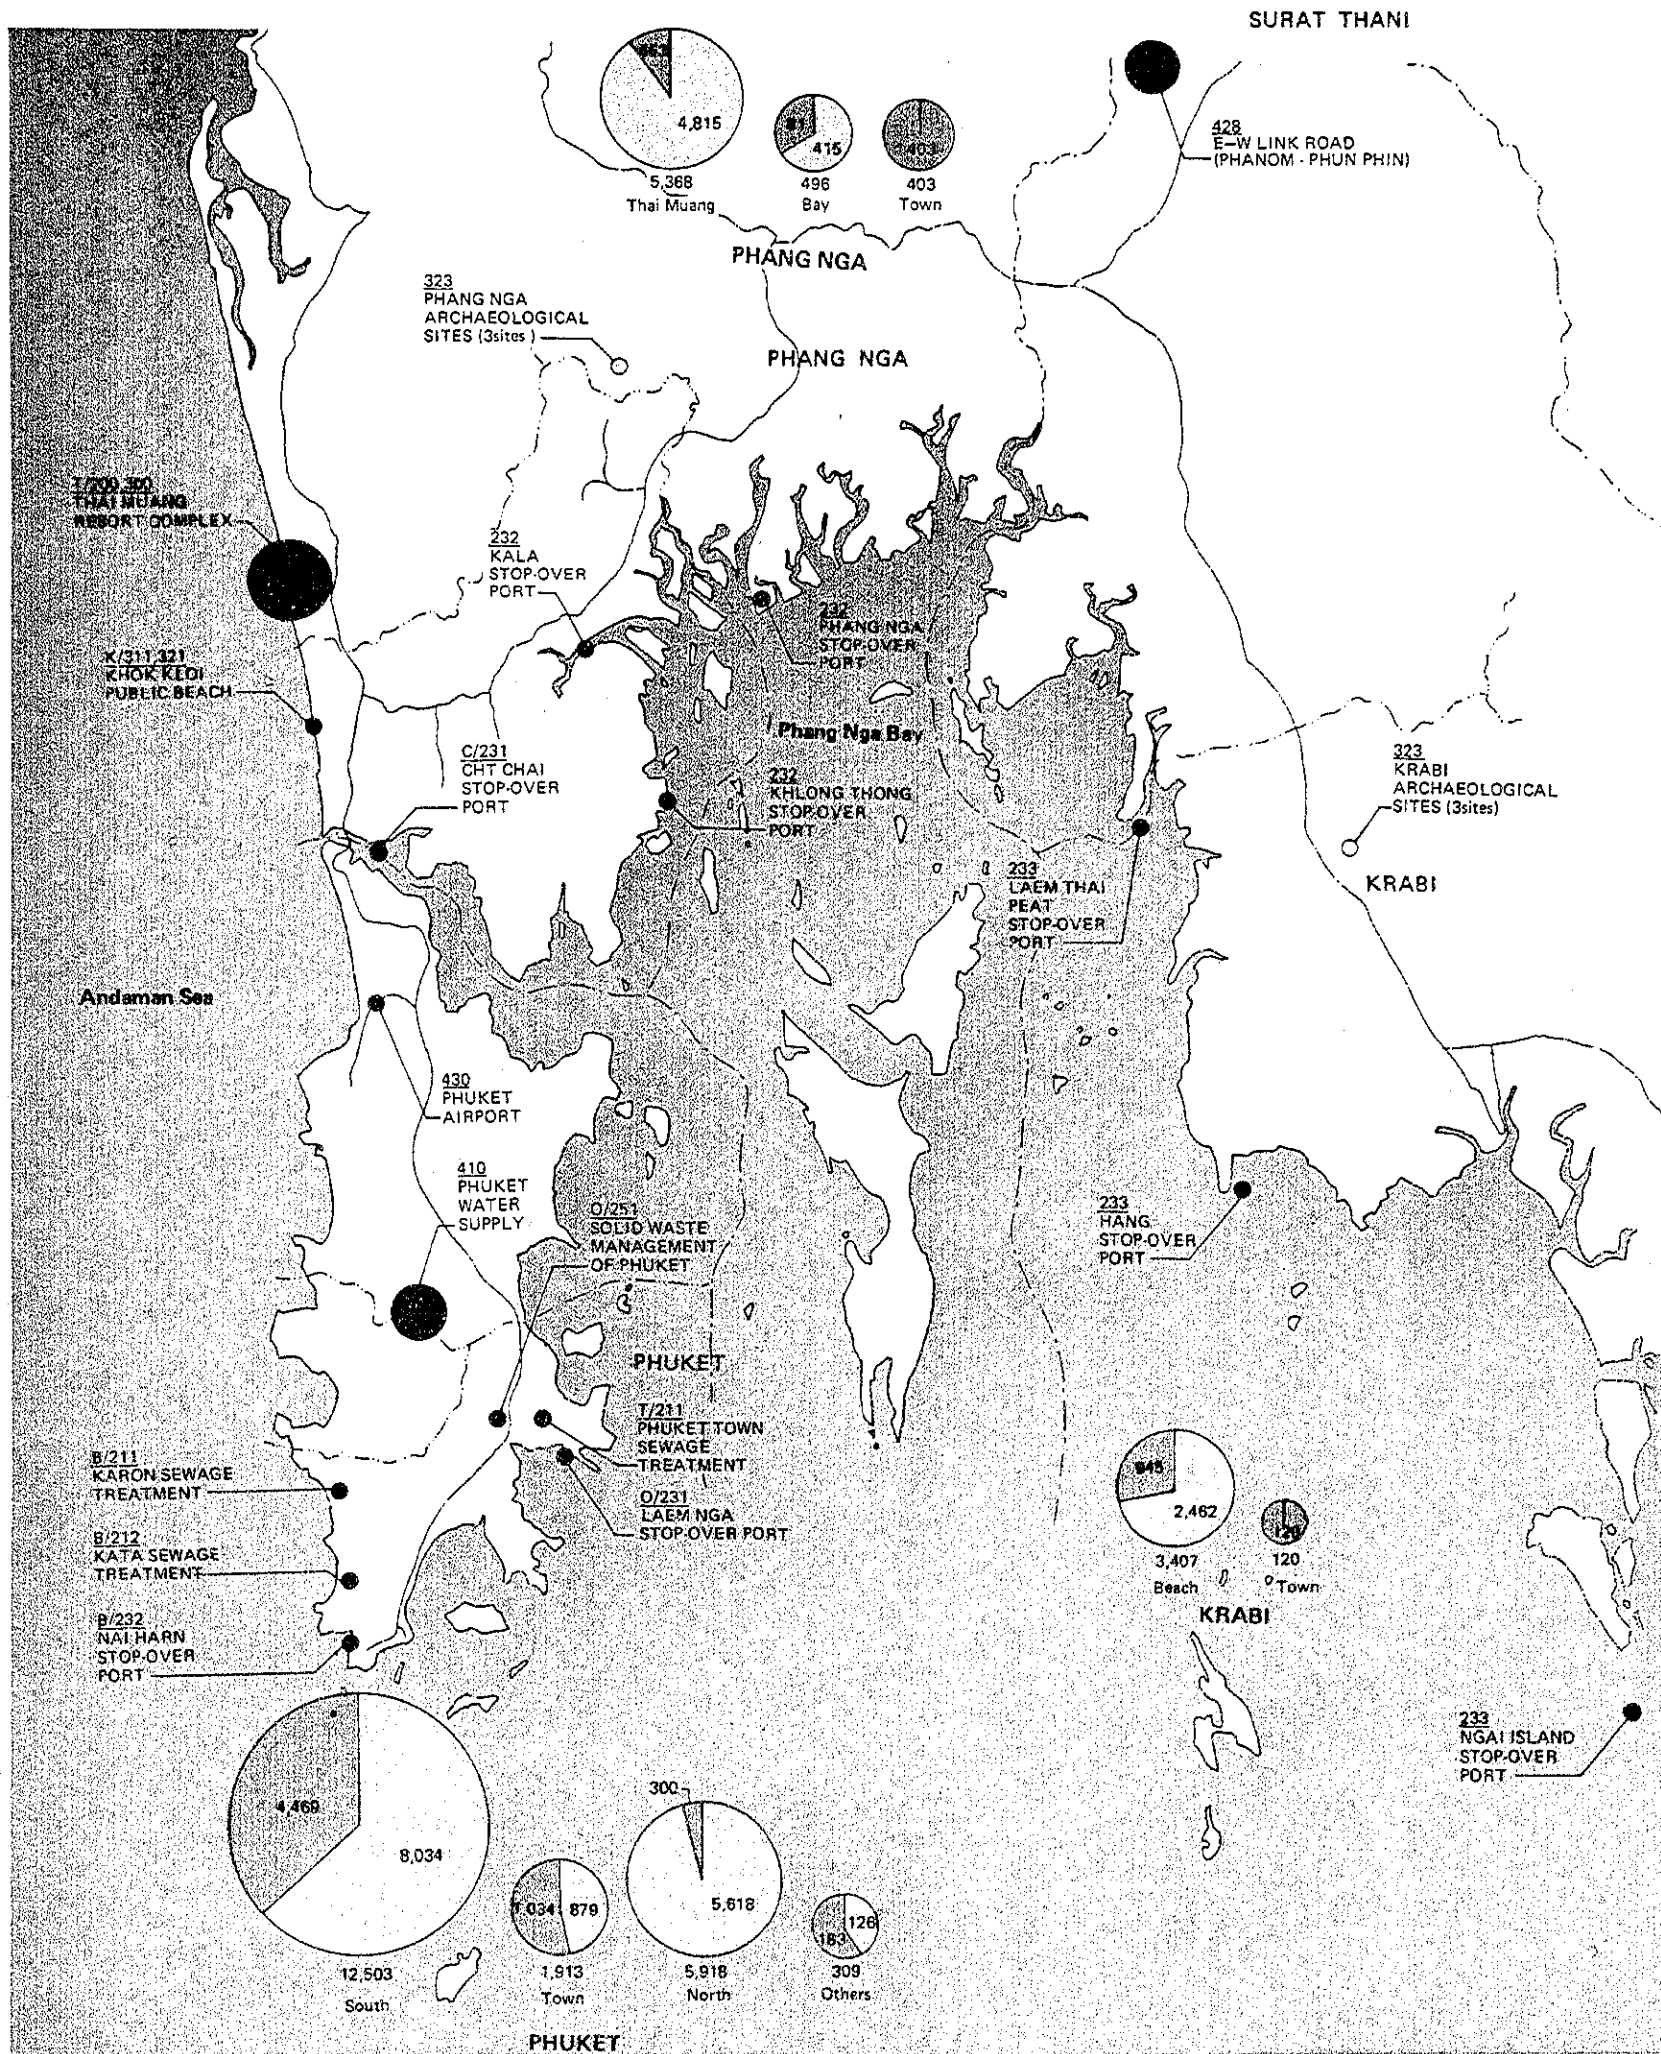 SURAT THANI
4,815
5,368
Thai Muang
81
415
496
Bay
403
403
Town
428
E-W LINK ROAD
(PHANOM - PHUN PHIN)
PHANG NGA
323
PHANG NGA
ARCHAEOLOGICAL
SITES (3sites)
PHANG NGA
T/200,300
THAI MUANG
RESORT COMPLEX
232
KALA
STOP-OVER
PORT
232
PHANG NGA
STOP-OVER
PORT
K/311,321
KHOK KLOI
PUBLIC BEACH
Phang Nga Bay
C/231
CHT CHAI
STOP-OVER
PORT
232
KHLONG THONG
STOP-OVER
PORT
323
KRABI
ARCHAEOLOGICAL
SITES (3sites)
233
LAEM THAI
PEAT
STOP-OVER
PORT
KRABI
Andaman Sea
430
PHUKET
AIRPORT
410
PHUKET
WATER
SUPPLY
O/251
SOLID WASTE
MANAGEMENT
OF PHUKET
233
HANG
STOP-OVER
PORT
PHUKET
T/211
PHUKET TOWN
SEWAGE
TREATMENT
B/211
KARON SEWAGE
TREATMENT
O/231
LAEM NGA
STOP-OVER PORT
B/212
KATA SEWAGE
TREATMENT
B/232
NAI HARN
STOP-OVER
PORT
945
2,462
3,407
Beach
120
120
Town
KRABI
233
NGAI ISLAND
STOP-OVER
PORT
4,469
8,034
12,503
South
1,034
879
1,913
Town
300
5,618
5,918
North
126
183
309
Others
PHUKET